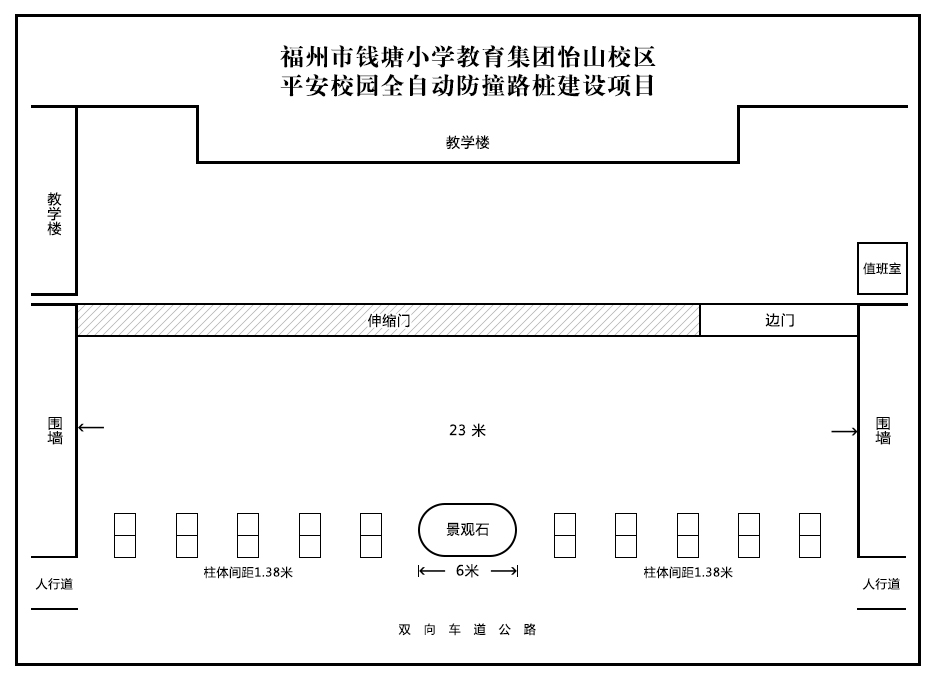 福州市钱塘小学教育集团怡山校区
平安校园全自动防撞路桩建设项目
教学楼
教学楼
值班室
伸缩门
边门
围墙
23 米
围墙
景观石
柱体间距1.38米
6米
柱体间距1.38米
人行道
人行道
双向车道公路